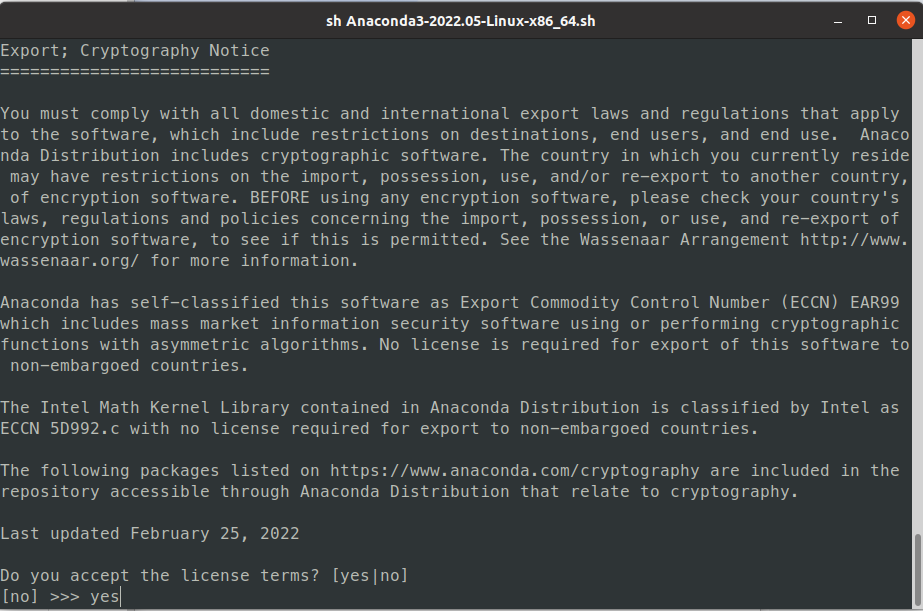 sh Anaconda3-2022.05-Linux-x86_64.sh
Export; Cryptography Notice
===========================
You must comply with all domestic and international export laws and regulations that apply
to the software, which include restrictions on destinations, end users, and end use.  Anaco
nda Distribution includes cryptographic software. The country in which you currently reside
 may have restrictions on the import, possession, use, and/or re-export to another country,
 of encryption software. BEFORE using any encryption software, please check your country's
laws, regulations and policies concerning the import, possession, or use, and re-export of
encryption software, to see if this is permitted. See the Wassenaar Arrangement http://www.
wassenaar.org/ for more information.
Anaconda has self-classified this software as Export Commodity Control Number (ECCN) EAR99
which includes mass market information security software using or performing cryptographic
functions with asymmetric algorithms. No license is required for export of this software to
 non-embargoed countries.
The Intel Math Kernel Library contained in Anaconda Distribution is classified by Intel as
ECCN 5D992.c with no license required for export to non-embargoed countries.
The following packages listed on https://www.anaconda.com/cryptography are included in the
repository accessible through Anaconda Distribution that relate to cryptography.
Last updated February 25, 2022
Do you accept the license terms? [yes|no]
[no] >>> yes